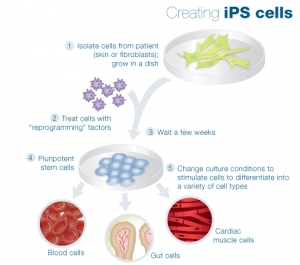 Creating iPS cells
1 Isolate cells from patient
(skin or fibroblasts);
grow in a dish
2 Treat cells with
"reprogramming" factors
3 Wait a few weeks
4 Pluripotent
stem cells
5 Change culture conditions to
stimulate cells to differentiate into
a variety of cell types
Blood cells
Gut cells
Cardiac
muscle cells